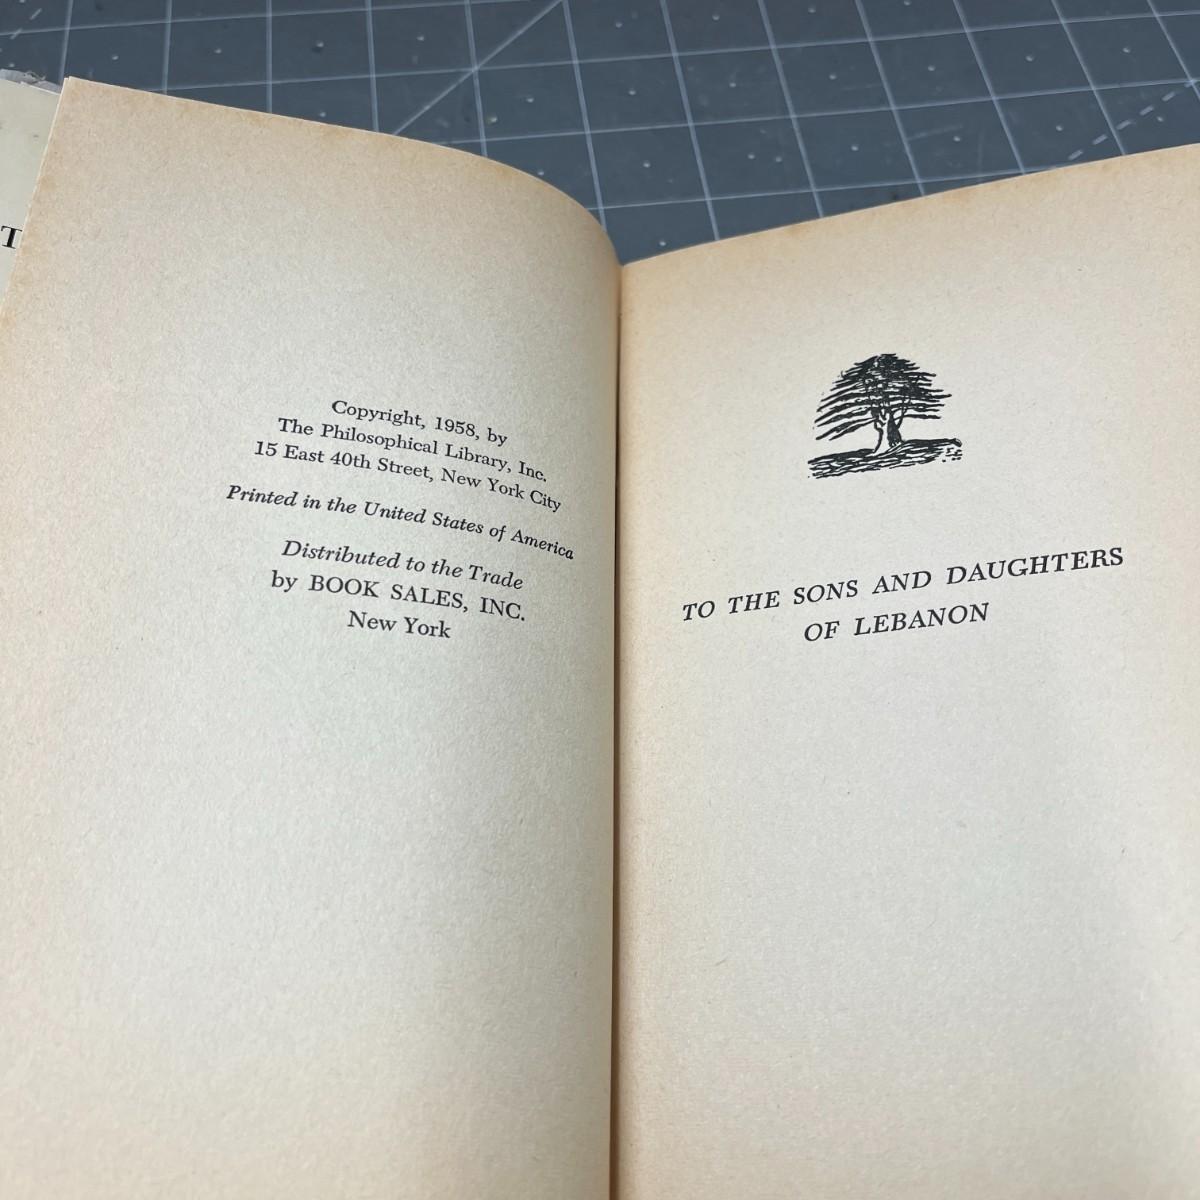 T
Copyright, 1958, by
The Philosophical Library, Inc.
15 East 40th Street, New York City
Printed in the United States of America
Distributed to the Trade
by BOOK SALES, INC.
New York
TO THE SONS AND DAUGHTERS
OF LEBANON